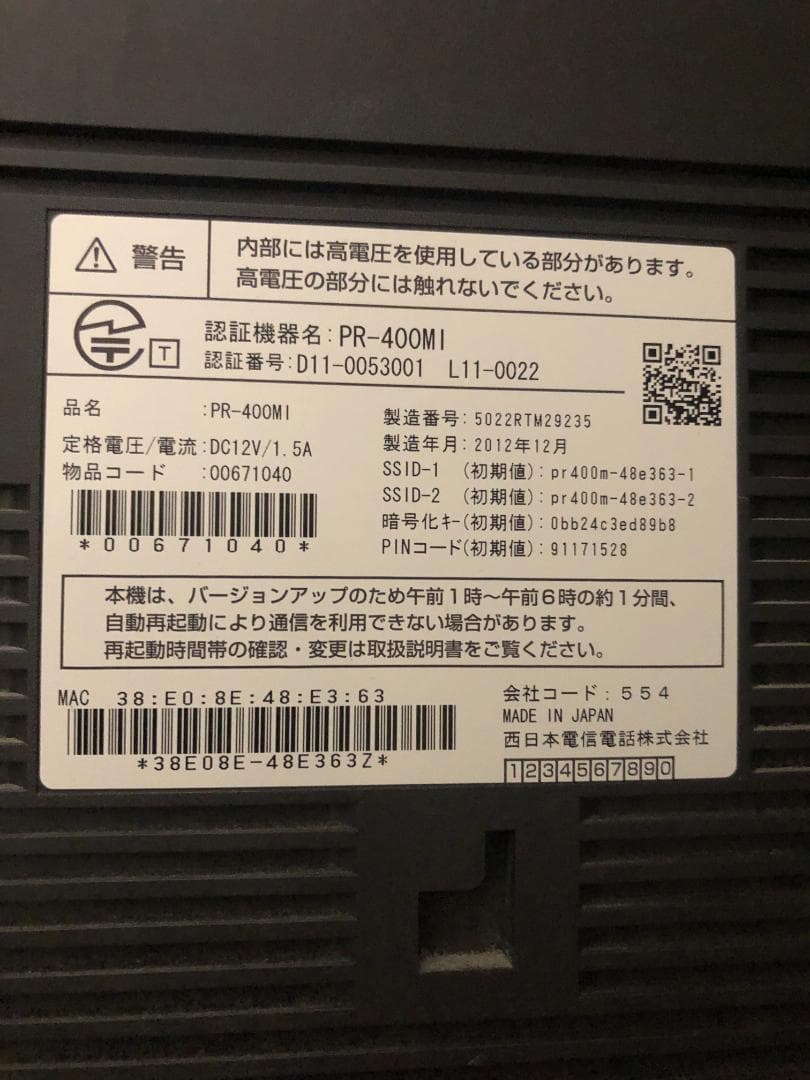 警告
内部には高電圧を使用している部分があります。
高電圧の部分には触れないでください。
T
認証機器名:PR-400MI
認証番号:D11-0053001 L11-0022
品名 :PR-400MI
定格電圧/電流:DC12V/1.5A
物品コード :00671040
*00671040*
製造番号:5022RTM29235
製造年月:2012年12月
SSID-1 (初期値):pr400m-48e363-1
SSID-2 (初期値):pr400m-48e363-2
暗号化キー(初期値):0bb24c3ed89b8
PINコード(初期値):91171528
本機は、バージョンアップのため午前1時~午前6時の約1分間、
自動再起動により通信を利用できない場合があります。
再起動時間帯の確認・変更は取扱説明書をご覧ください。
MAC 38:E0:8E:48:E3:63
*38E08E-48E363Z*
会社コード:554
MADE IN JAPAN
西日本電信電話株式会社
1234567890